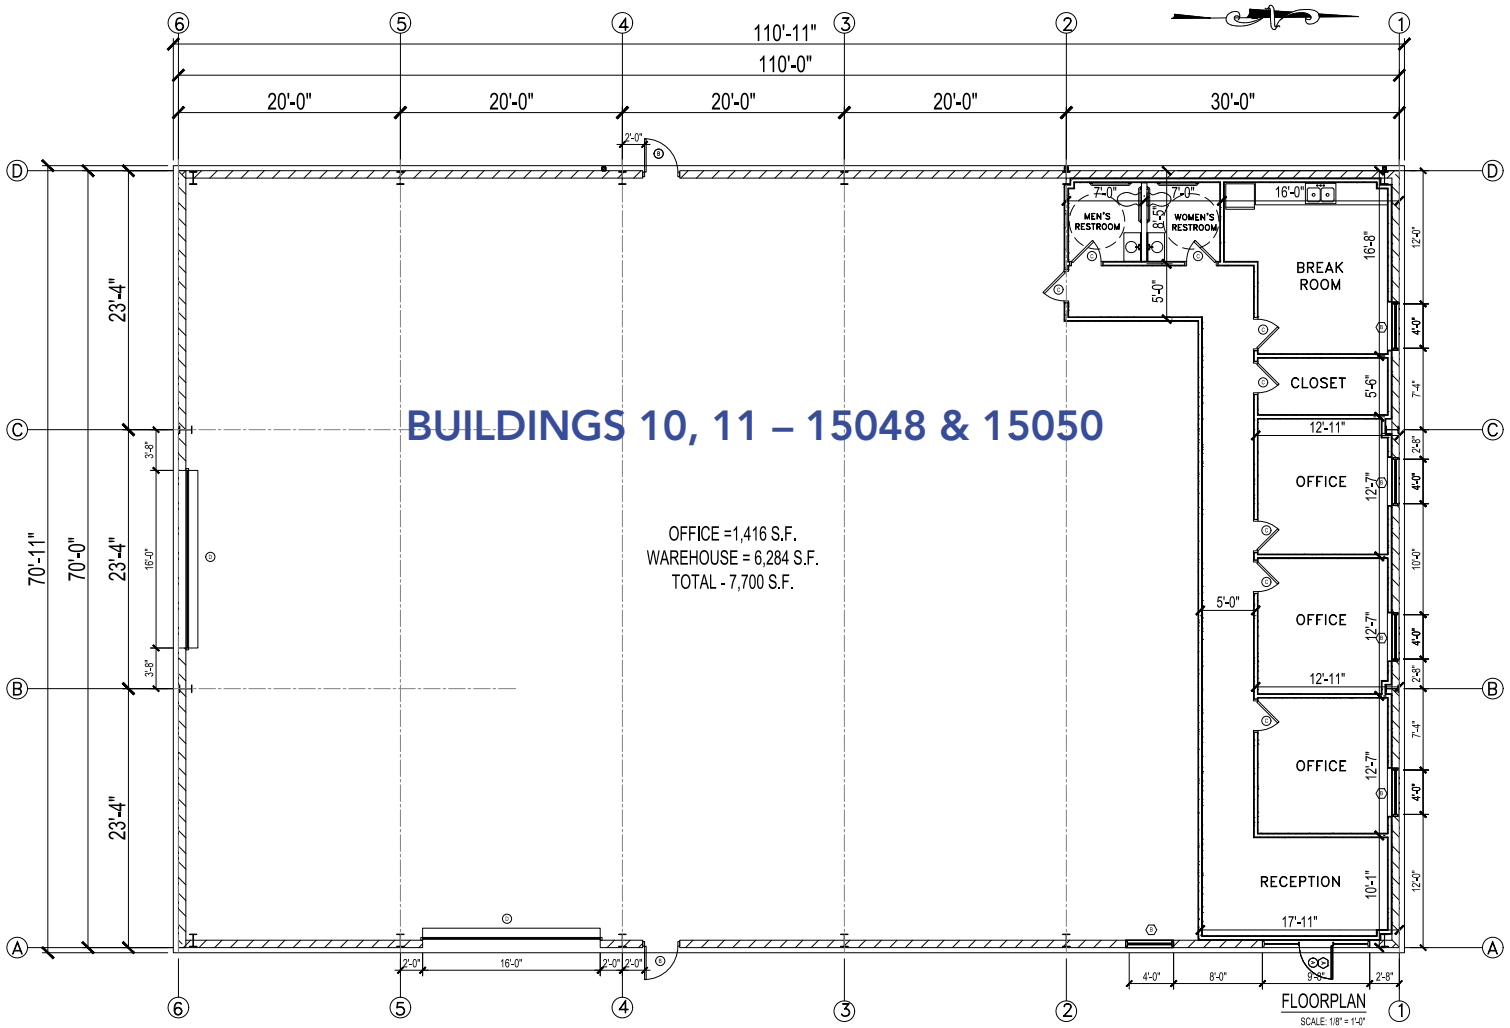 6 5 4 3 2 1
110'-11"
110'-0"
20'-0" 20'-0" 20'-0" 20'-0" 30'-0"
2'-0"
B
D D
7'-0" 7'-0" 16'-0"
MEN'S
RESTROOM
8'-5"
WOMEN'S
RESTROOM
12'-0"
16'-8"
C C
BREAK
ROOM
C
5'-0"
23'-4"
C
B
4'-0"
C
CLOSET
5'-6"
7'-4"
BUILDINGS 10, 11 – 15048 & 15050
C C
12'-11"
3'-8"
2'-8"
OFFICE
12'-7"
B
4'-0"
OFFICE =1,416 S.F.
WAREHOUSE = 6,284 S.F.
TOTAL - 7,700 S.F.
70'-11"
70'-0"
23'-4"
16'-0"
D
C
10'-0"
C
5'-0"
OFFICE
12'-7"
B
4'-0"
3'-8"
2'-8"
12'-11"
B B
C
7'-4"
OFFICE
12'-7"
B
4'-0"
23'-4"
RECEPTION
10'-1"
12'-0"
17'-11"
D
B
A A
B
2'-0" 16'-0" 2'-0" 2'-0"
4'-0" 8'-0" 9'-8" 2'-8"
FLOORPLAN
SCALE: 1/8" = 1'-0"
6 5 4 3 2 1